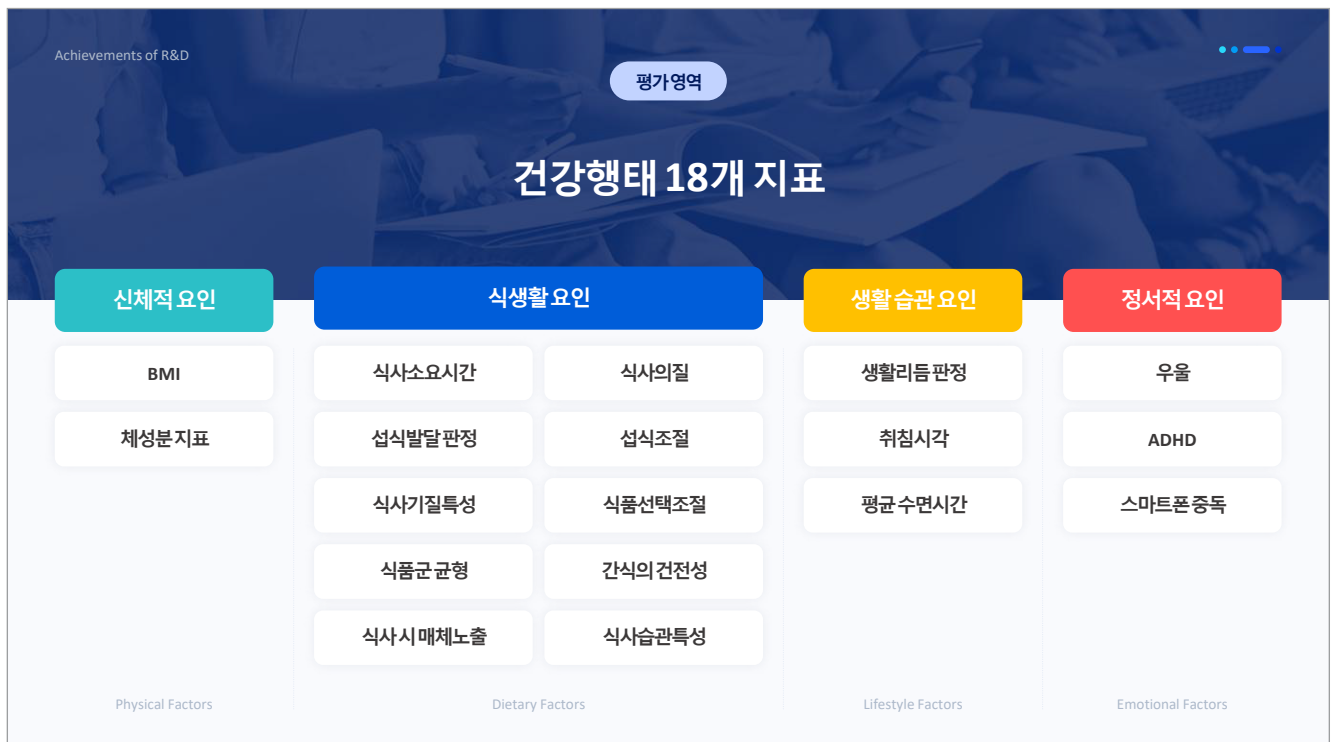 Achievements of R&D
평가영역
건강행태 18개 지표
신체적 요인
BMI
체성분 지표
Physical Factors
식생활 요인
식사소요시간
식사의질
섭식발달 판정
섭식조절
식사기질특성
식품선택조절
식품군 균형
간식의 건전성
식사 시 매체노출
식사습관특성
Dietary Factors
생활 습관 요인
생활리듬 판정
취침시각
평균 수면시간
Lifestyle Factors
정서적 요인
우울
ADHD
스마트폰 중독
Emotional Factors